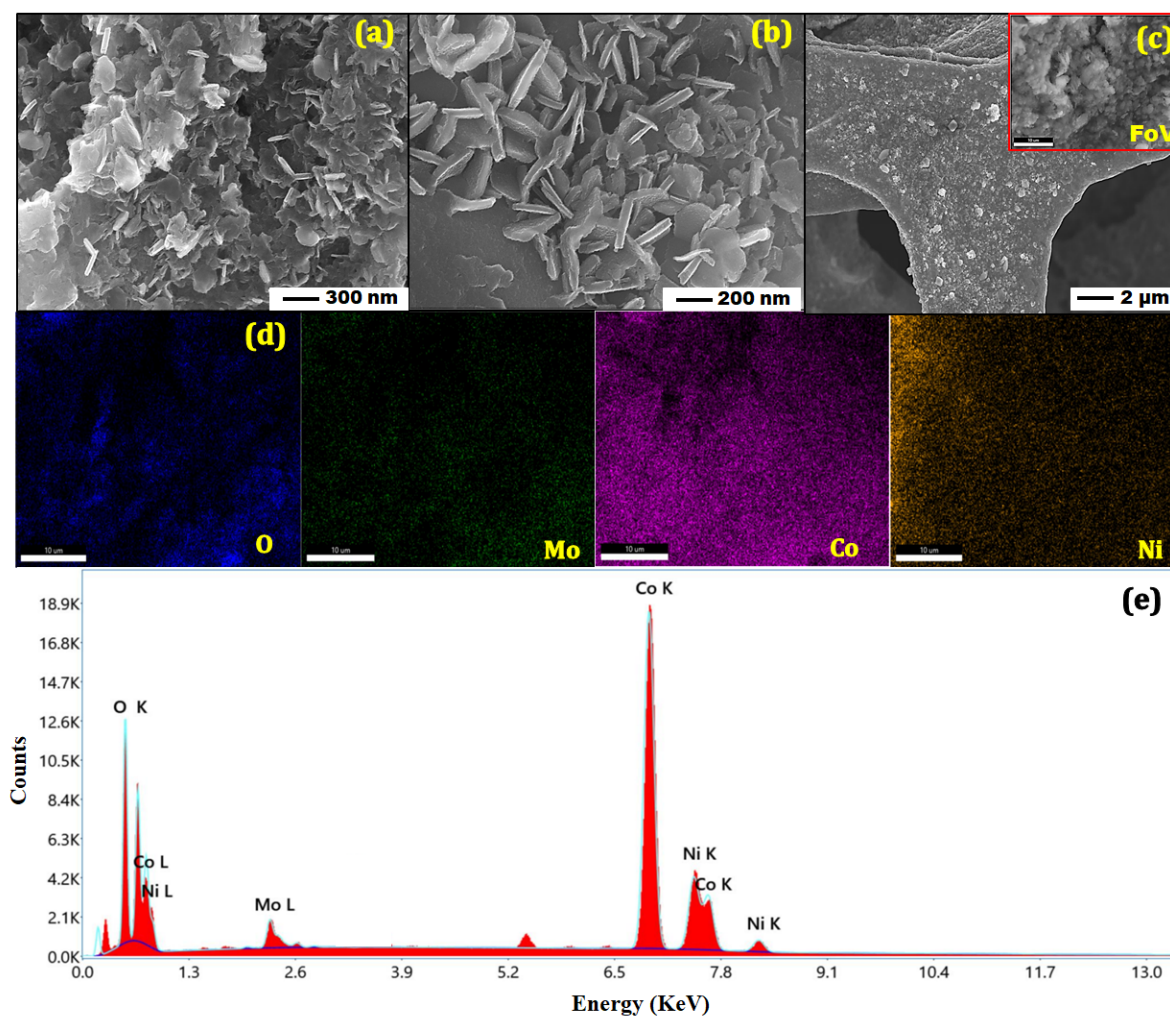 (a)
300 nm
(b)
200 nm
(c)
FoV
2 µm
(d)
O
10 um
Mo
10 um
Co
10 um
Ni
10 um
(e)
Counts
18.9K
16.8K
14.7K
12.6K
10.5K
8.4K
6.3K
4.2K
2.1K
0.0K
O K
Co L
Ni L
Mo L
Co K
Ni K
Co K
Ni K
0.0 1.3 2.6 3.9 5.2 6.5 7.8 9.1 10.4 11.7 13.0
Energy (KeV)